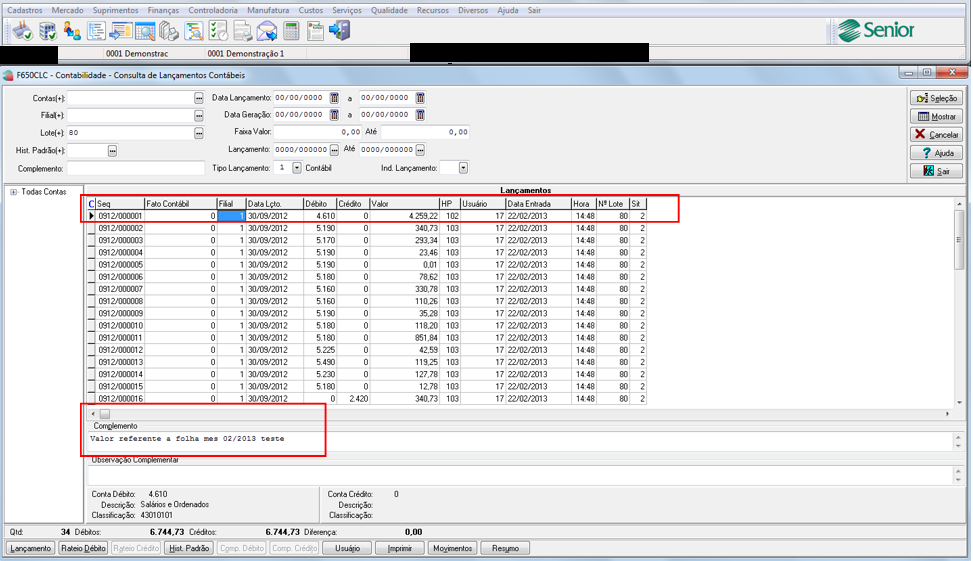 Cadastros Mercado Suprimentos Finanças Controladoria Manufatura Custos Serviços Qualidade Recursos Diversos Ajuda Sair
Senior
0001 Demonstrac 0001 Demonstração 1
F650CLC - Contabilidade - Consulta de Lançamentos Contábeis
Contas(+): Data Lançamento: 00/00/0000 a 00/00/0000 Seleção
Filial(+): Data Geração: 00/00/0000 a 00/00/0000 Mostrar
Lote(+): 80 Faixa Valor: 0,00 Até 0,00 Cancelar
Hist. Padrão(+): Lançamento: 0000/000000 Até 0000/000000 Ajuda
Complemento: Tipo Lançamento: 1 Contábil Ind. Lançamento: Sair
Todas Contas Lançamentos
C Seq Fato Contábil Filial Data Lçto. Débito Crédito Valor HP Usuário Data Entrada Hora Nº Lote Sit
0912/000001 0 1 30/09/2012 4.610 0 4.259,22 102 17 22/02/2013 14:48 80 2
0912/000002 0 1 30/09/2012 5.190 0 340,73 103 17 22/02/2013 14:48 80 2
0912/000003 0 1 30/09/2012 5.170 0 293,34 103 17 22/02/2013 14:48 80 2
0912/000004 0 1 30/09/2012 5.190 0 23,46 103 17 22/02/2013 14:48 80 2
0912/000005 0 1 30/09/2012 5.190 0 0,01 103 17 22/02/2013 14:48 80 2
0912/000006 0 1 30/09/2012 5.180 0 78,62 103 17 22/02/2013 14:48 80 2
0912/000007 0 1 30/09/2012 5.160 0 330,78 103 17 22/02/2013 14:48 80 2
0912/000008 0 1 30/09/2012 5.160 0 110,26 103 17 22/02/2013 14:48 80 2
0912/000009 0 1 30/09/2012 5.190 0 35,28 103 17 22/02/2013 14:48 80 2
0912/000010 0 1 30/09/2012 5.180 0 118,20 103 17 22/02/2013 14:48 80 2
0912/000011 0 1 30/09/2012 5.180 0 851,84 103 17 22/02/2013 14:48 80 2
0912/000012 0 1 30/09/2012 5.225 0 42,59 103 17 22/02/2013 14:48 80 2
0912/000013 0 1 30/09/2012 5.490 0 119,25 103 17 22/02/2013 14:48 80 2
0912/000014 0 1 30/09/2012 5.230 0 127,78 103 17 22/02/2013 14:48 80 2
0912/000015 0 1 30/09/2012 5.180 0 12,78 103 17 22/02/2013 14:48 80 2
0912/000016 0 1 30/09/2012 0 2.420 340,73 103 17 22/02/2013 14:48 80 2
Complemento
Valor referente a folha mes 02/2013 teste
Observação Complementar
Conta Débito: 4.610 Conta Crédito: 0
Descrição: Salários e Ordenados Descrição:
Classificação: 43010101 Classificação:
Qtd: 34 Débitos: 6.744,73 Créditos: 6.744,73 Diferença: 0,00
Lançamento Rateio Débito Rateio Crédito Hist. Padrão Comp. Débito Comp. Crédito Usuário Imprimir Movimentos Resumo